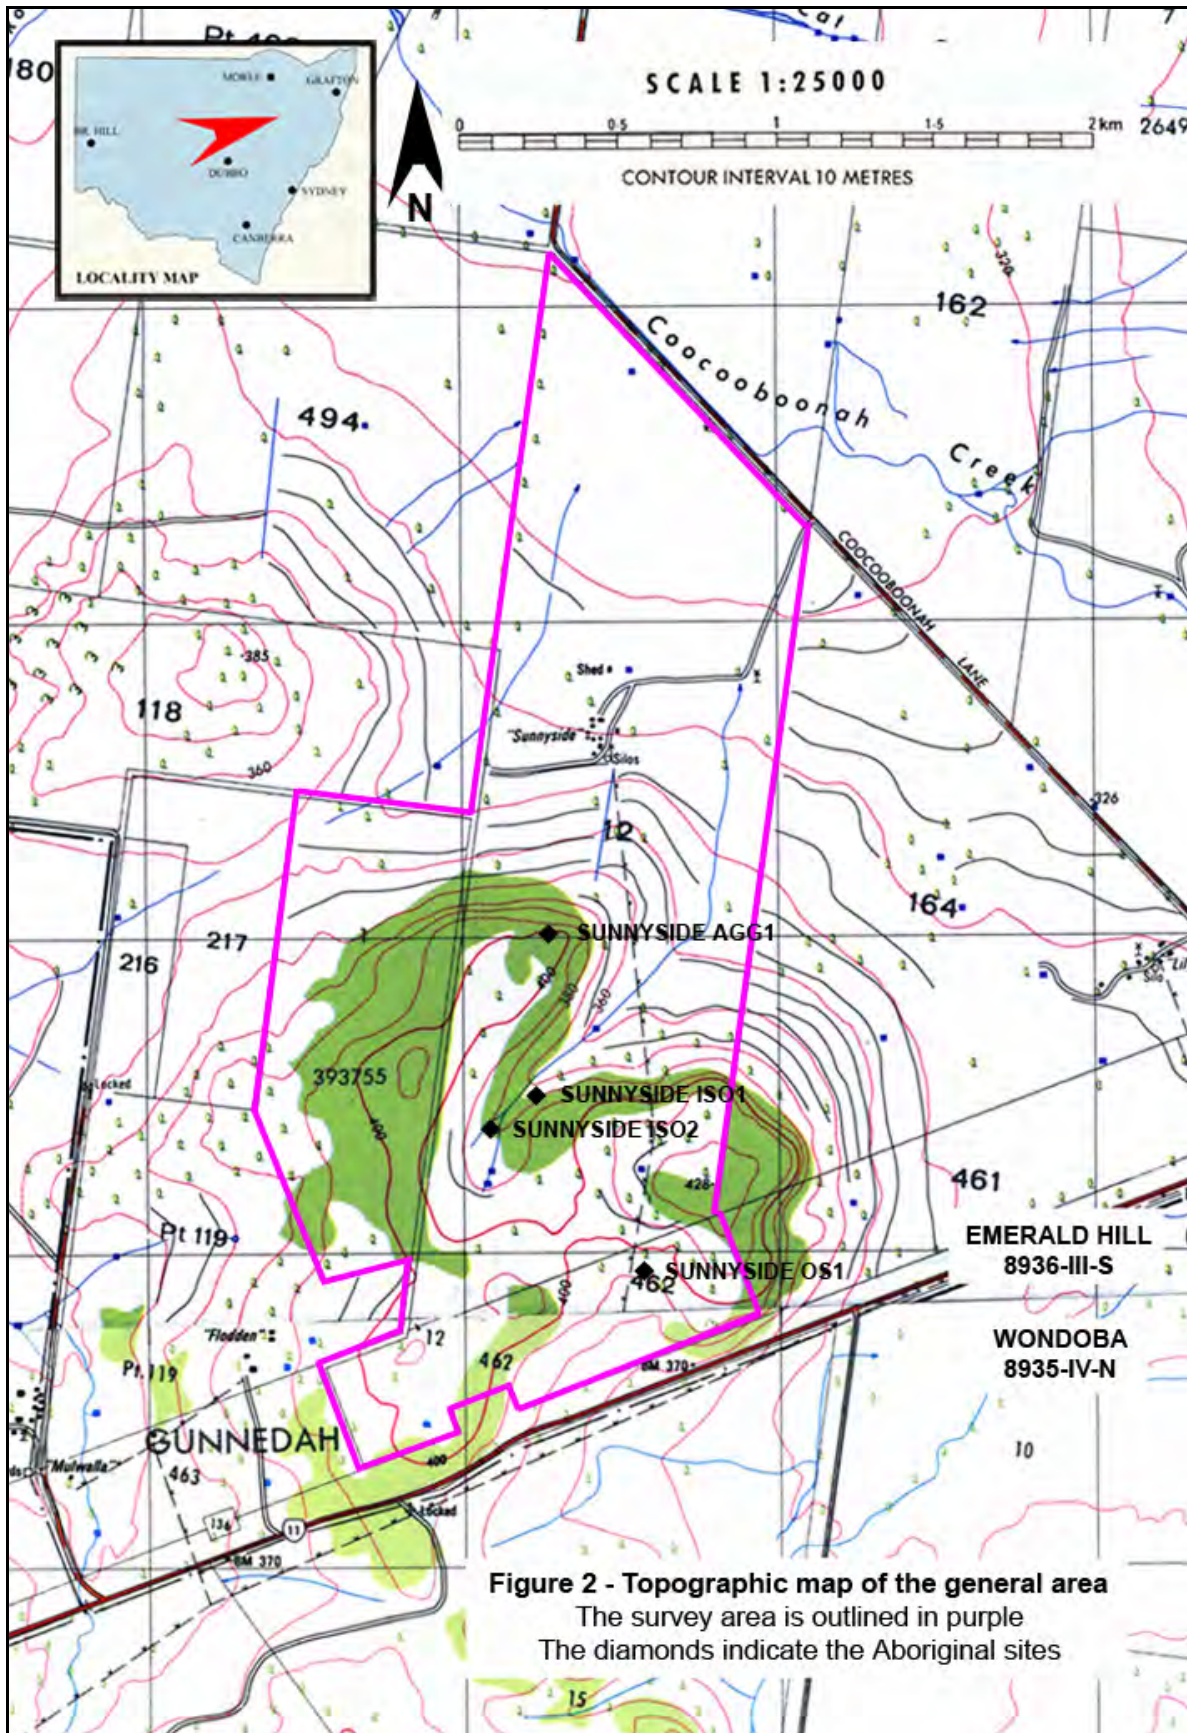 Cal
7
180
MOREE
GRAFTON
BR. HILL
DUBBO
SYDNEY
CANBERRA
LOCALITY MAP
N
SCALE 1:25000
0
0·5
1
1·5
2 km
2649
CONTOUR INTERVAL 10 METRES
320
162
Coocooboonah
Creek
494
COOCOOBOONAH
LANE
·385
118
360
Shed
"Sunnyside"
Silos
·326
12
164
217
216
SUNNYSIDE AGG1
400
380
360
Silo
393755
Locked
SUNNYSIDE ISO1
400
SUNNYSIDE ISO2
428
461
Pt 119
EMERALD HILL
8936-III-S
SUNNYSIDE OS1
462
400
"Flodden"
12
WONDOBA
8935-IV-N
Pt. 119
462
BM 370
GUNNEDAH
400
10
"Mulwalla"
463
Locked
136
11
BM 370
Figure 2 - Topographic map of the general area
The survey area is outlined in purple
The diamonds indicate the Aboriginal sites
15